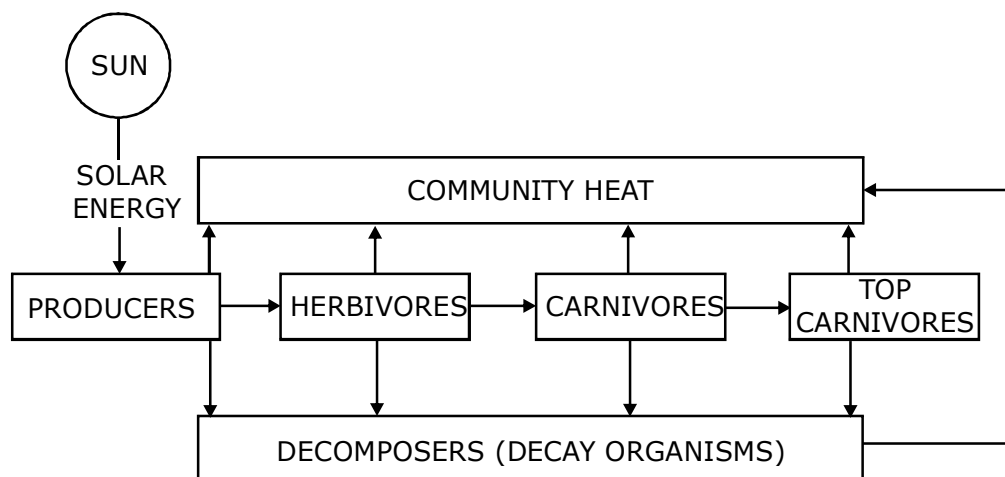 SUN
SOLAR
ENERGY
COMMUNITY HEAT
PRODUCERS
HERBIVORES
CARNIVORES
TOP
CARNIVORES
DECOMPOSERS (DECAY ORGANISMS)